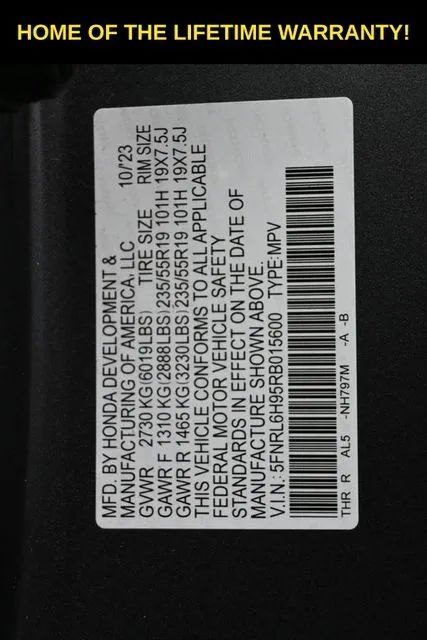 HOME OF THE LIFETIME WARRANTY!
MFD. BY HONDA DEVELOPMENT &
MANUFACTURING OF AMERICA, LLC 10/'23
GVWR 2730 KG(6019LBS) TIRE SIZE RIM SIZE
GAWR F 1310 KG(2888LBS)235/55R19 101H 19X7.5J
GAWR R 1465 KG(3230LBS)235/55R19 101H 19X7.5J
THIS VEHICLE CONFORMS TO ALL APPLICABLE
FEDERAL MOTOR VEHICLE SAFETY
STANDARDS IN EFFECT ON THE DATE OF
MANUFACTURE SHOWN ABOVE.
V.I.N.: 5FNRL6H95RB015600 TYPE:MPV
THR R AL5 -NH797M -A -B